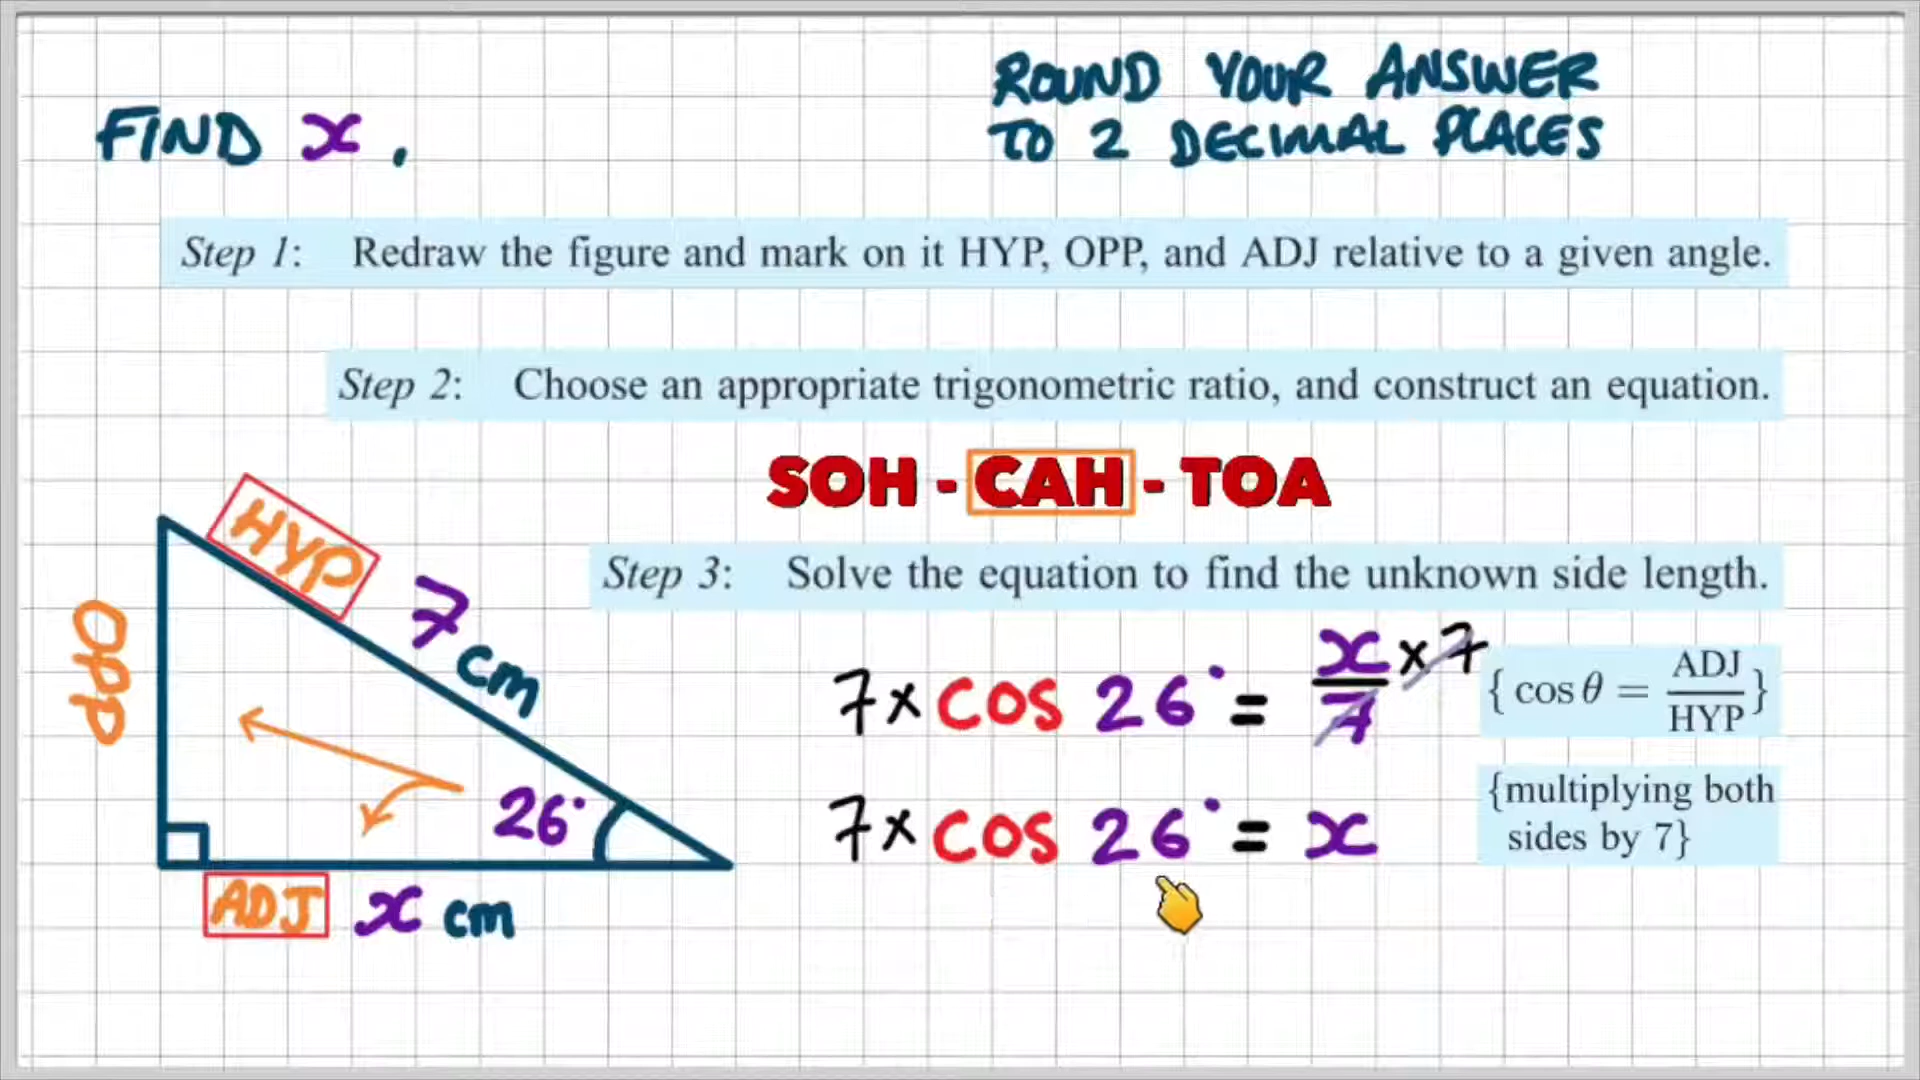 FIND x.
ROUND YOUR ANSWER
TO 2 DECIMAL PLACES
Step 1: Redraw the figure and mark on it HYP, OPP, and ADJ relative to a given angle.
Step 2: Choose an appropriate trigonometric ratio, and construct an equation.
SOH - CAH - TOA
Step 3: Solve the equation to find the unknown side length.
HYP
7 cm
OPP
26°
ADJ x cm
7 × cos 26° = x/7 × 7
{ cos θ = ADJ/HYP }
7 × cos 26° = x
{multiplying both
sides by 7}